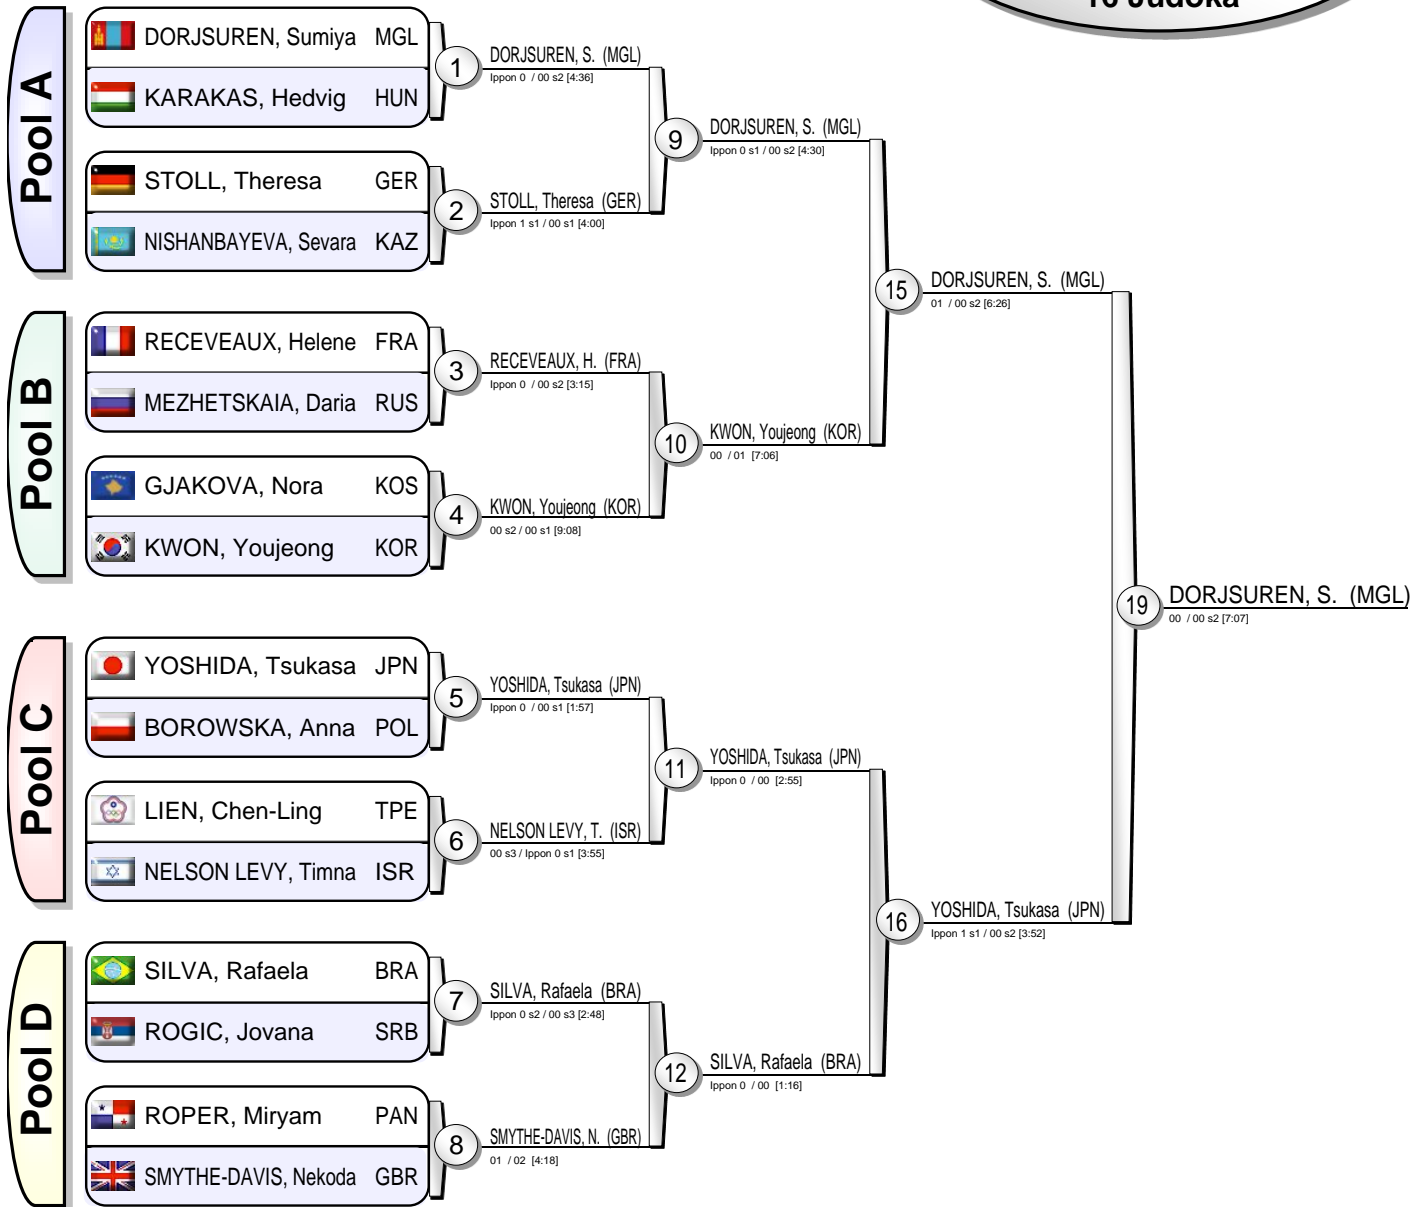 16 Judoka
Pool A
DORJSUREN, Sumiya MGL
KARAKAS, Hedvig HUN
STOLL, Theresa GER
NISHANBAYEVA, Sevara KAZ
1
DORJSUREN, S. (MGL)
Ippon 0 / 00 s2 [4:36]
2
STOLL, Theresa (GER)
Ippon 1 s1 / 00 s1 [4:00]
9
DORJSUREN, S. (MGL)
Ippon 0 s1 / 00 s2 [4:30]
Pool B
RECEVEAUX, Helene FRA
MEZHETSKAIA, Daria RUS
GJAKOVA, Nora KOS
KWON, Youjeong KOR
3
RECEVEAUX, H. (FRA)
Ippon 0 / 00 s2 [3:15]
4
KWON, Youjeong (KOR)
00 s2 / 00 s1 [9:08]
10
KWON, Youjeong (KOR)
00 / 01 [7:06]
15
DORJSUREN, S. (MGL)
01 / 00 s2 [6:26]
Pool C
YOSHIDA, Tsukasa JPN
BOROWSKA, Anna POL
LIEN, Chen-Ling TPE
NELSON LEVY, Timna ISR
5
YOSHIDA, Tsukasa (JPN)
Ippon 0 / 00 s1 [1:57]
6
NELSON LEVY, T. (ISR)
00 s3 / Ippon 0 s1 [3:55]
11
YOSHIDA, Tsukasa (JPN)
Ippon 0 / 00 [2:55]
Pool D
SILVA, Rafaela BRA
ROGIC, Jovana SRB
ROPER, Miryam PAN
SMYTHE-DAVIS, Nekoda GBR
7
SILVA, Rafaela (BRA)
Ippon 0 s2 / 00 s3 [2:48]
8
SMYTHE-DAVIS, N. (GBR)
01 / 02 [4:18]
12
SILVA, Rafaela (BRA)
Ippon 0 / 00 [1:16]
16
YOSHIDA, Tsukasa (JPN)
Ippon 1 s1 / 00 s2 [3:52]
19
DORJSUREN, S. (MGL)
00 / 00 s2 [7:07]